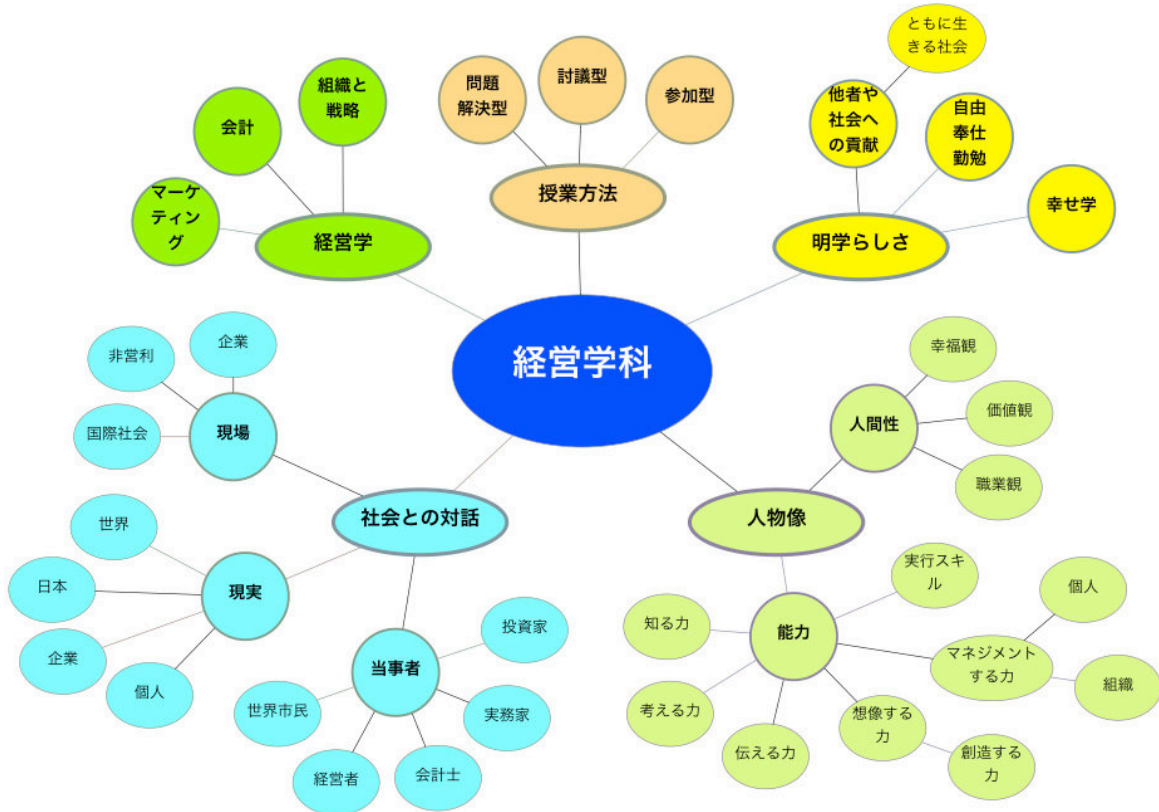 ともに生
きる社会
他者や
社会へ
の貢献
自由
奉仕
勤勉
幸せ学
明学らしさ
問題
解決型
討議型
参加型
授業方法
組織と
戦略
会計
マーケ
ティン
グ
経営学
経営学科
企業
非営利
国際社会
現場
社会との対話
世界
日本
企業
個人
現実
当事者
投資家
実務家
会計士
経営者
世界市民
人物像
人間性
幸福観
価値観
職業観
能力
実行スキ
ル
マネジメント
する力
個人
組織
想像する
力
創造する
力
伝える力
考える力
知る力